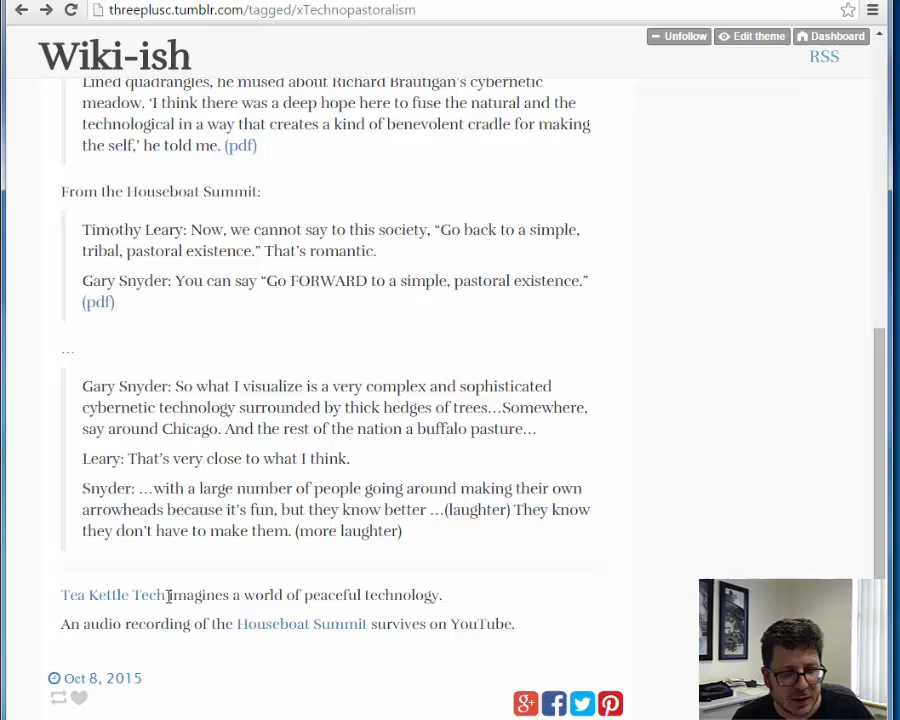 threeplusc.tumblr.com/tagged/xTechnopastoralism
Unfollow Edit theme Dashboard
Wiki-ish
RSS
Lined quadrangles, he mused about Richard Brautigan's cybernetic
meadow. 'I think there was a deep hope here to fuse the natural and the
technological in a way that creates a kind of benevolent cradle for making
the self,' he told me. (pdf)
From the Houseboat Summit:
Timothy Leary: Now, we cannot say to this society, “Go back to a simple,
tribal, pastoral existence.” That's romantic.
Gary Snyder: You can say “Go FORWARD to a simple, pastoral existence.”
(pdf)
…
Gary Snyder: So what I visualize is a very complex and sophisticated
cybernetic technology surrounded by thick hedges of trees…Somewhere,
say around Chicago. And the rest of the nation a buffalo pasture…
Leary: That's very close to what I think.
Snyder: …with a large number of people going around making their own
arrowheads because it's fun, but they know better …(laughter) They know
they don't have to make them. (more laughter)
Tea Kettle Tech imagines a world of peaceful technology.
An audio recording of the Houseboat Summit survives on YouTube.
Oct 8, 2015